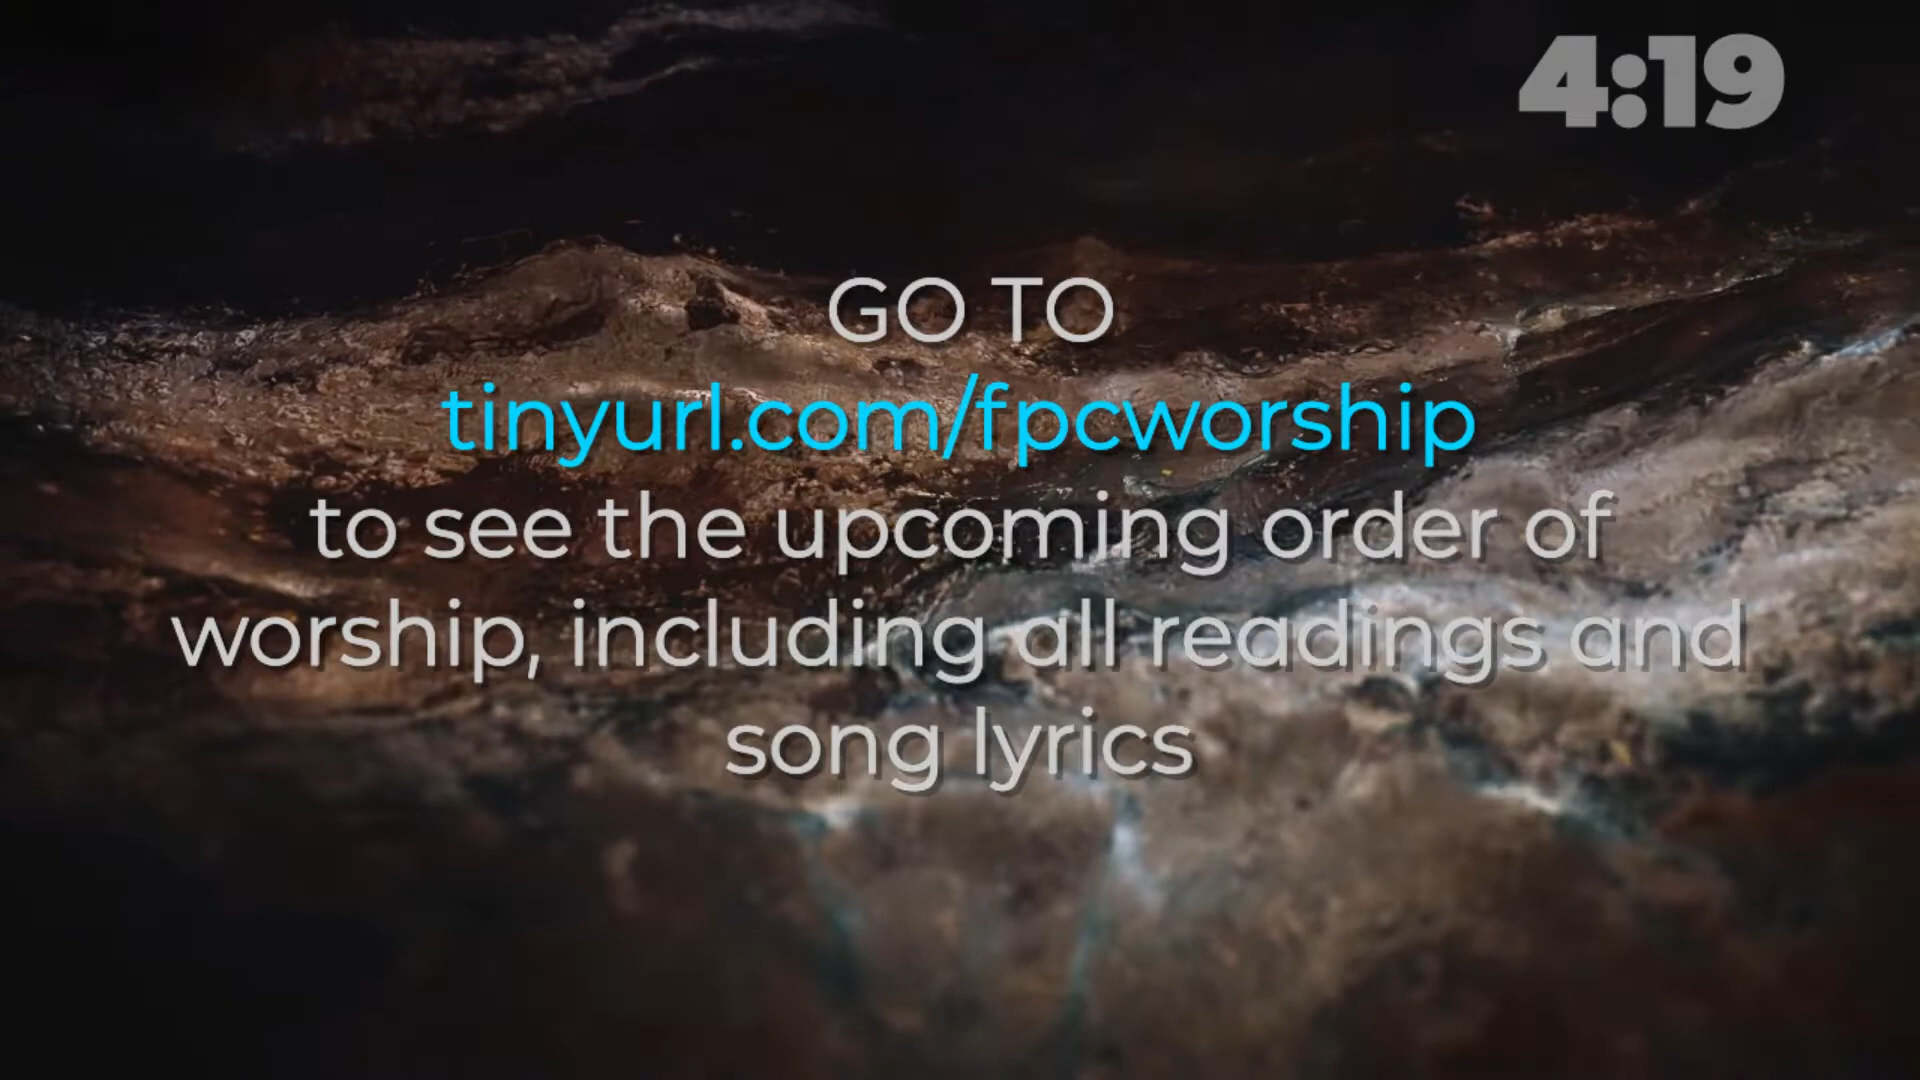 4:19
GO TO
tinyurl.com/fpcworship
to see the upcoming order of
worship, including all readings and
song lyrics